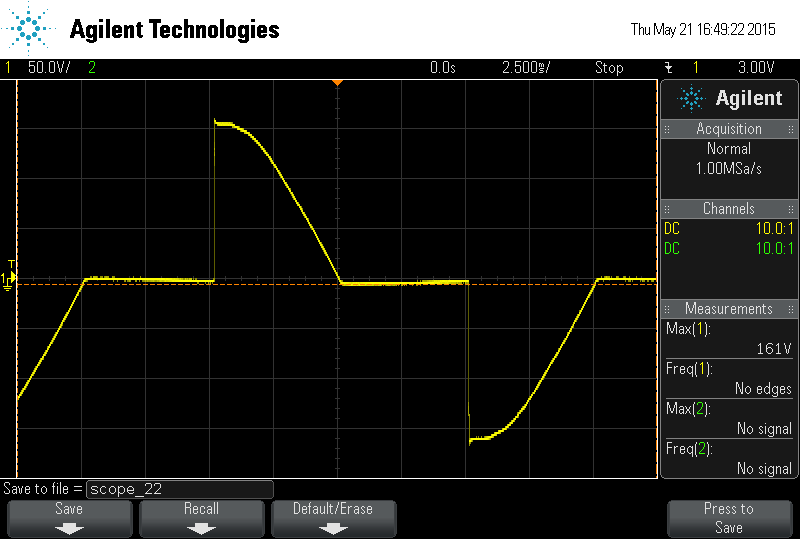 Agilent Technologies
Thu May 21 16:49:22 2015
1 50.0V/ 2 0.0s 2.500ms/ Stop 1 3.00V
Agilent
Acquisition
Normal
1.00MSa/s
Channels
DC 10.0:1
DC 10.0:1
T
1
Measurements
Max(1):
161V
Freq(1):
No edges
Max(2):
No signal
Freq(2):
No signal
Save to file = scope_22
Save Recall Default/Erase Press to
Save